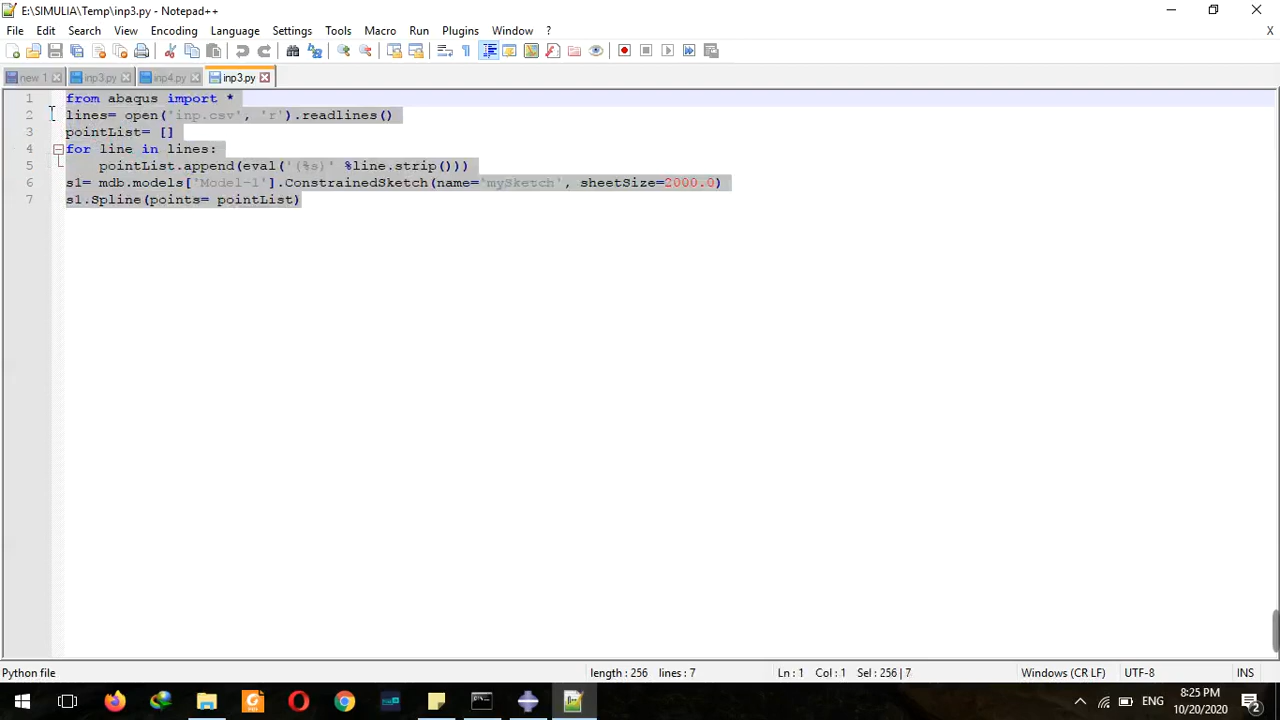 E:\SIMULIA\Temp\inp3.py - Notepad++
File Edit Search View Encoding Language Settings Tools Macro Run Plugins Window ? X
new 1 inp3.py inp4.py inp3.py
1 from abaqus import *
2 lines= open('inp.csv', 'r').readlines()
3 pointList= []
4 for line in lines:
5 pointList.append(eval('(%s)' %line.strip()))
6 s1= mdb.models['Model-1'].ConstrainedSketch(name='mySketch', sheetSize=2000.0)
7 s1.Spline(points= pointList)
Python file length : 256 lines : 7 Ln : 1 Col : 1 Sel : 256 | 7 Windows (CR LF) UTF-8 INS
ENG 8:25 PM
10/20/2020 2